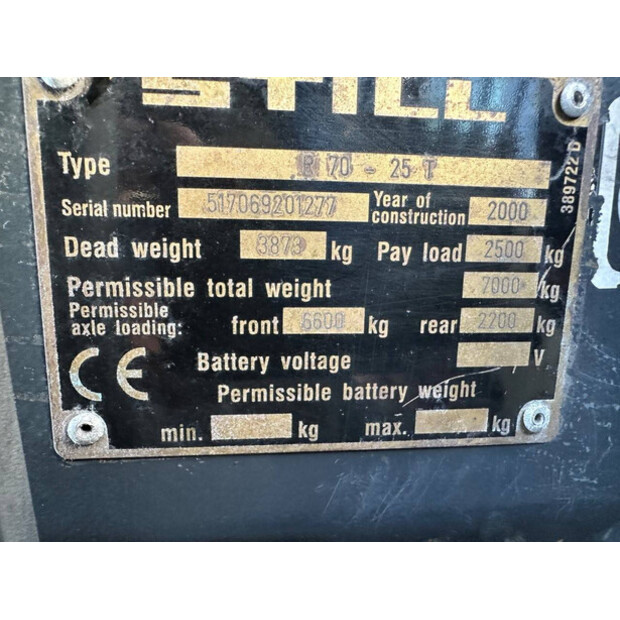 STILL
Type R 70 - 25 T
Serial number 517069201277 Year of construction 2000
Dead weight 3873 kg Pay load 2500 kg
Permissible total weight 7000 kg
Permissible axle loading: front 6600 kg rear 2200 kg
Battery voltage V
CE Permissible battery weight
min. kg max. kg
389722 D